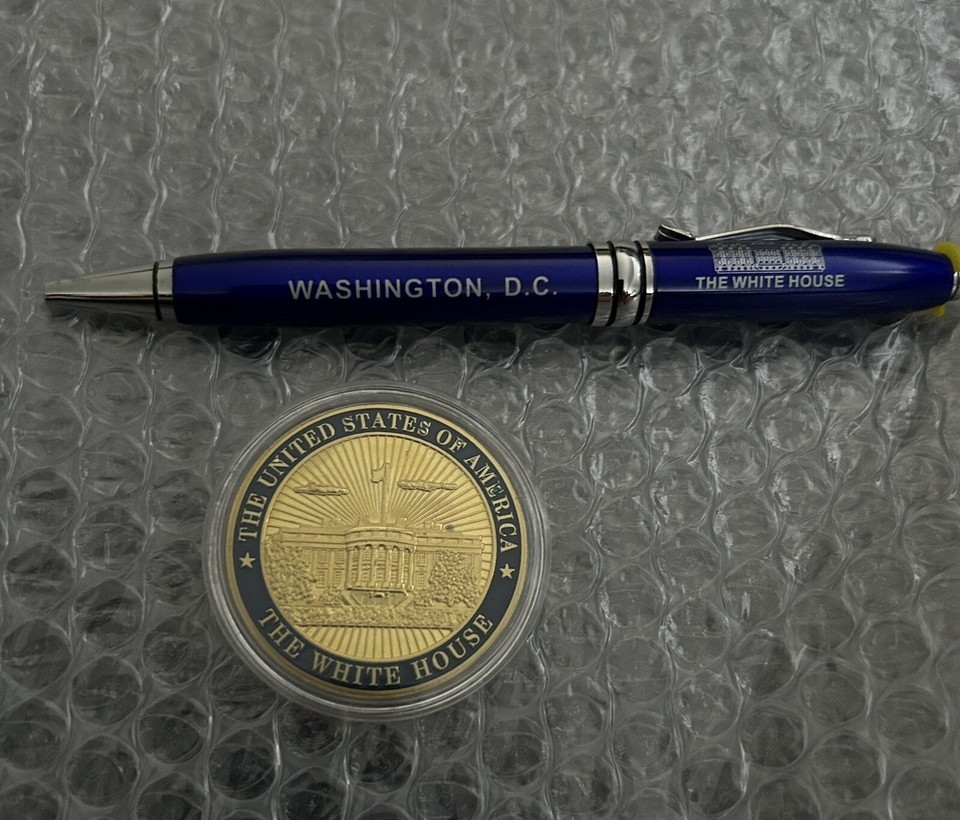 WASHINGTON, D.C.
THE WHITE HOUSE
★ THE UNITED STATES OF AMERICA ★
THE WHITE HOUSE